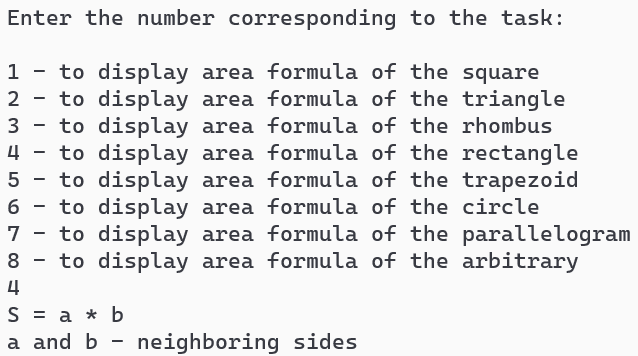 Enter the number corresponding to the task:
1 - to display area formula of the square
2 - to display area formula of the triangle
3 - to display area formula of the rhombus
4 - to display area formula of the rectangle
5 - to display area formula of the trapezoid
6 - to display area formula of the circle
7 - to display area formula of the parallelogram
8 - to display area formula of the arbitrary
4
S = a * b
a and b - neighboring sides